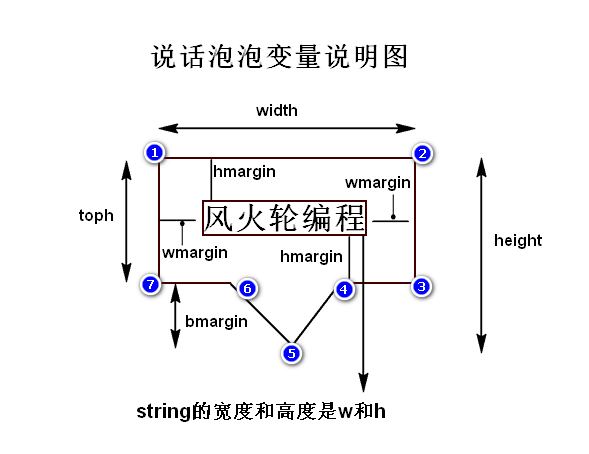 说话泡泡变量说明图
width
1
2
hmargin
wmargin
toph
风火轮编程
wmargin
hmargin
height
7
6
4
3
bmargin
5
string的宽度和高度是w和h